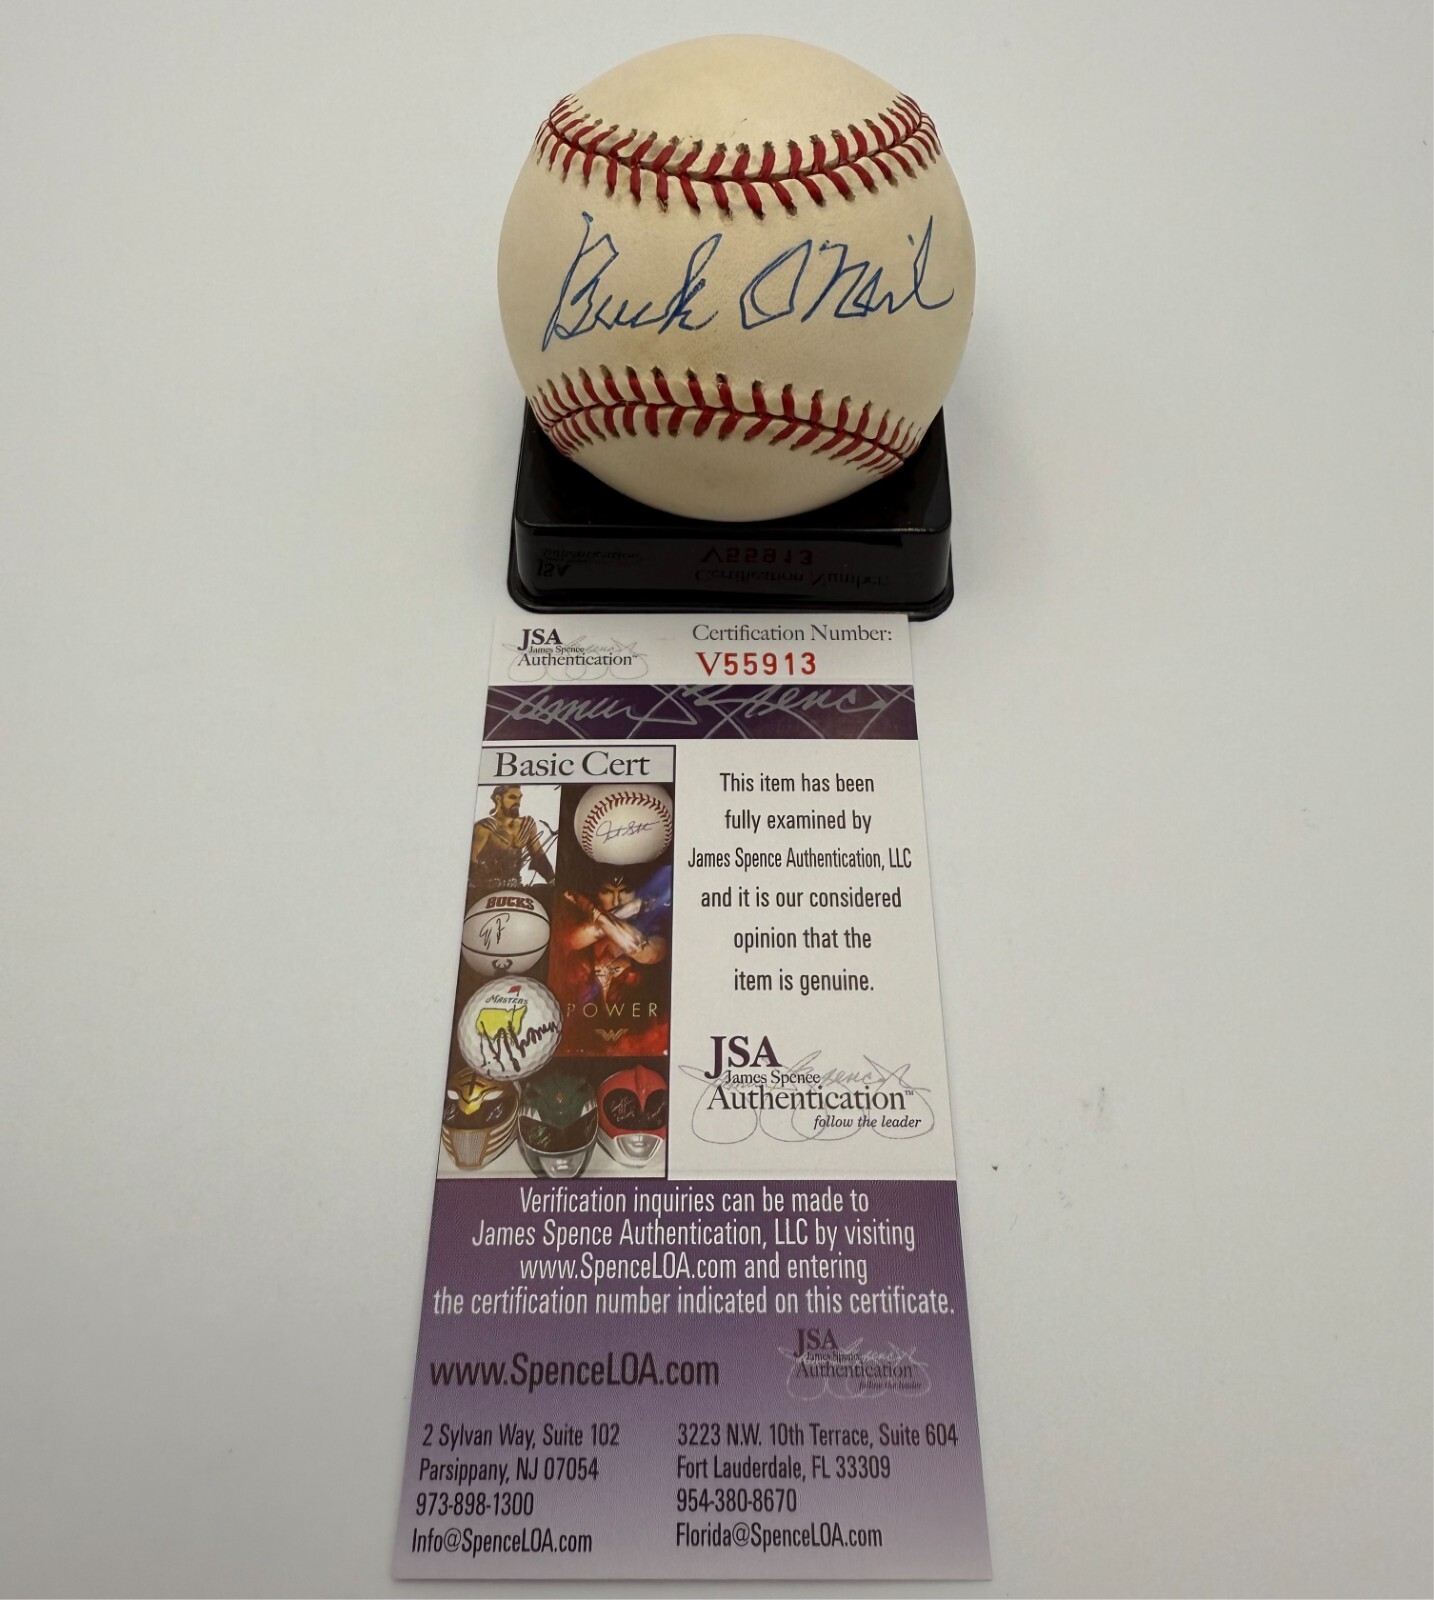 Buck O'Neil
JSA
James Spence
Authentication™
Certification Number:
V55913
James Spence
Basic Cert
BUCKS
MASTERS
POWER
This item has been
fully examined by
James Spence Authentication, LLC
and it is our considered
opinion that the
item is genuine.
JSA
James Spence
Authentication™
follow the leader
Verification inquiries can be made to
James Spence Authentication, LLC by visiting
www.SpenceLOA.com and entering
the certification number indicated on this certificate.
www.SpenceLOA.com
JSA
James Spence
Authentication
follow the leader
2 Sylvan Way, Suite 102
Parsippany, NJ 07054
973-898-1300
Info@SpenceLOA.com
3223 N.W. 10th Terrace, Suite 604
Fort Lauderdale, FL 33309
954-380-8670
Florida@SpenceLOA.com